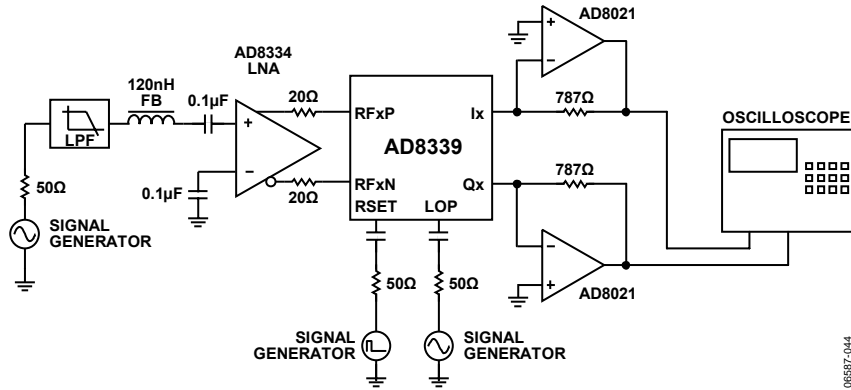 AD8334
LNA
120nH
FB
0.1µF
20Ω
LPF
50Ω
SIGNAL
GENERATOR
0.1µF
20Ω
RFxP
Ix
AD8339
RFxN
Qx
RSET
LOP
AD8021
787Ω
787Ω
AD8021
OSCILLOSCOPE
50Ω
50Ω
SIGNAL
GENERATOR
SIGNAL
GENERATOR
06587-044